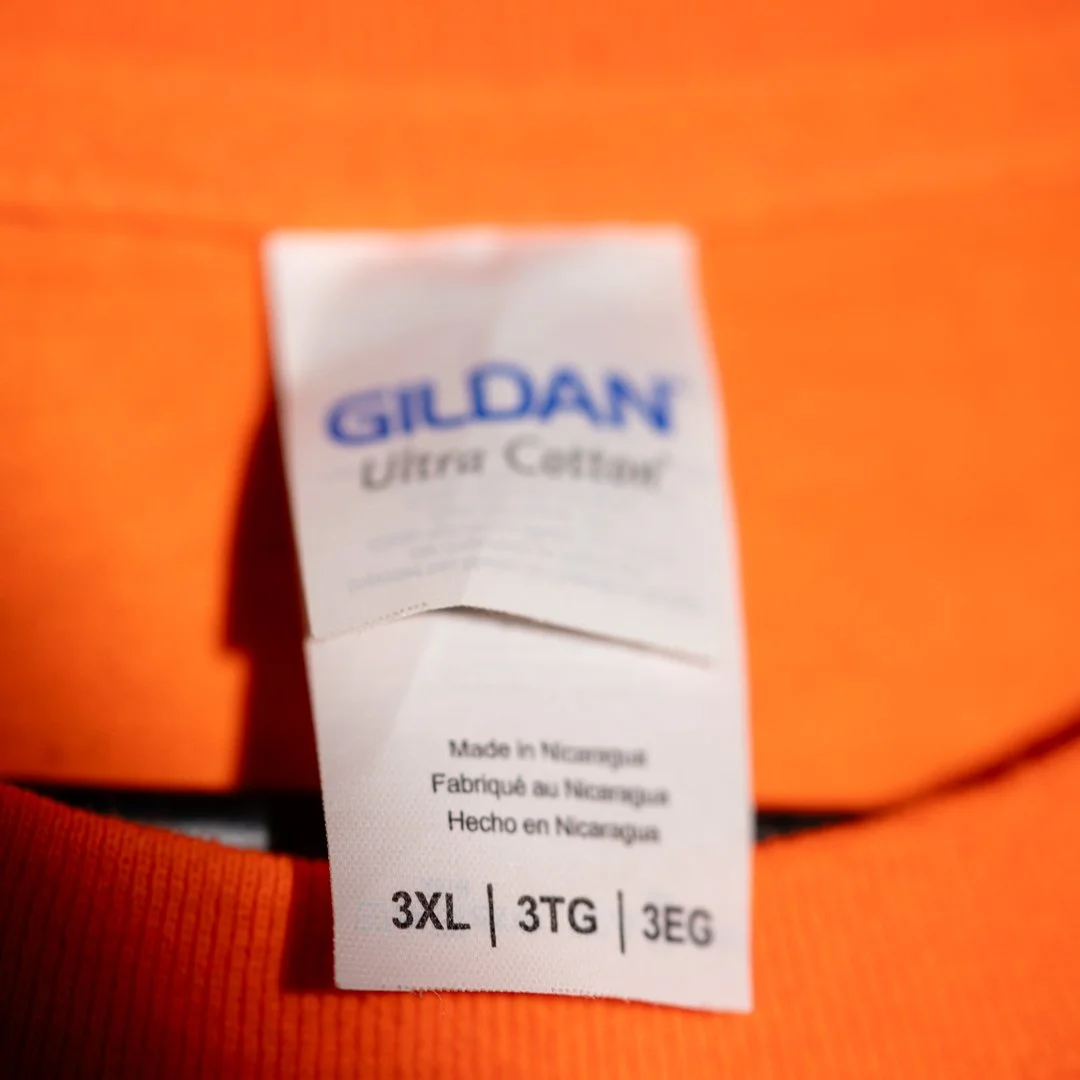 GILDAN
Ultra Cotton
Made in Nicaragua
Fabriqué au Nicaragua
Hecho en Nicaragua
3XL | 3TG | 3EG